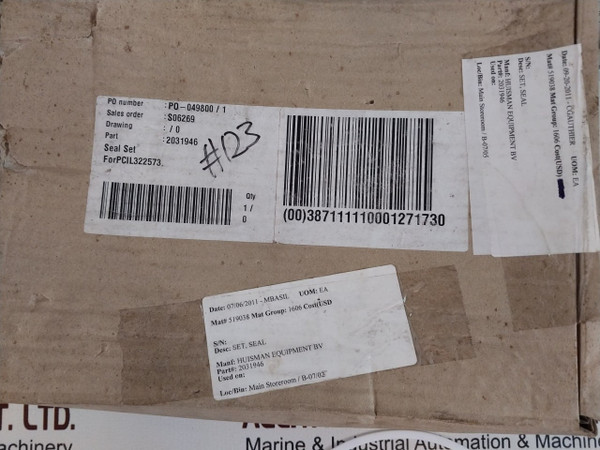 PO number : PO-049800 / 1
Sales order : S06269
Drawing : / 0
Part : 2031946
Seal Set
ForPCIL322573.
#123
Qty
1 /
0
(00)387111110001271730
Date: 09-20-2011 - CGAUTHIER UOM: EA
Mat# 519038 Mat Group: 1606 Cost(USD)
S/N:
Desc: SET, SEAL
Manf: HUISMAN EQUIPMENT BV
Part#: 2031946
Used on:
Loc/Bin: Main Storeroom / B-07/05
Date: 07/06/2011 - MBASIL UOM: EA
Mat# 519038 Mat Group: 1606 Cost(USD
S/N:
Desc: SET, SEAL
Manf: HUISMAN EQUIPMENT BV
Part#: 2031946
Used on:
Loc/Bin: Main Storeroom / B-07/02
T. LTD.
achinery
Marine & Industrial Automation & Machin